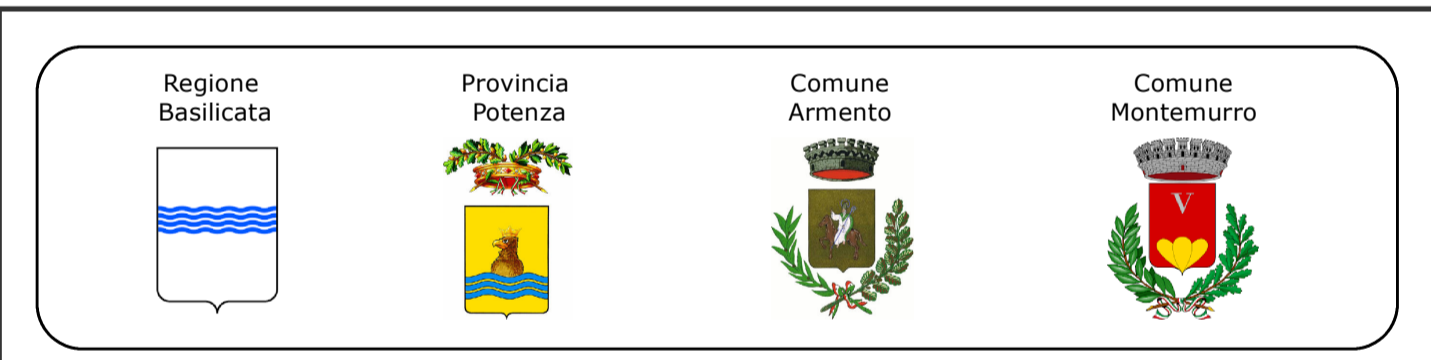 Regione
Basilicata
Provincia
Potenza
Comune
Armento
Comune
Montemurro
V